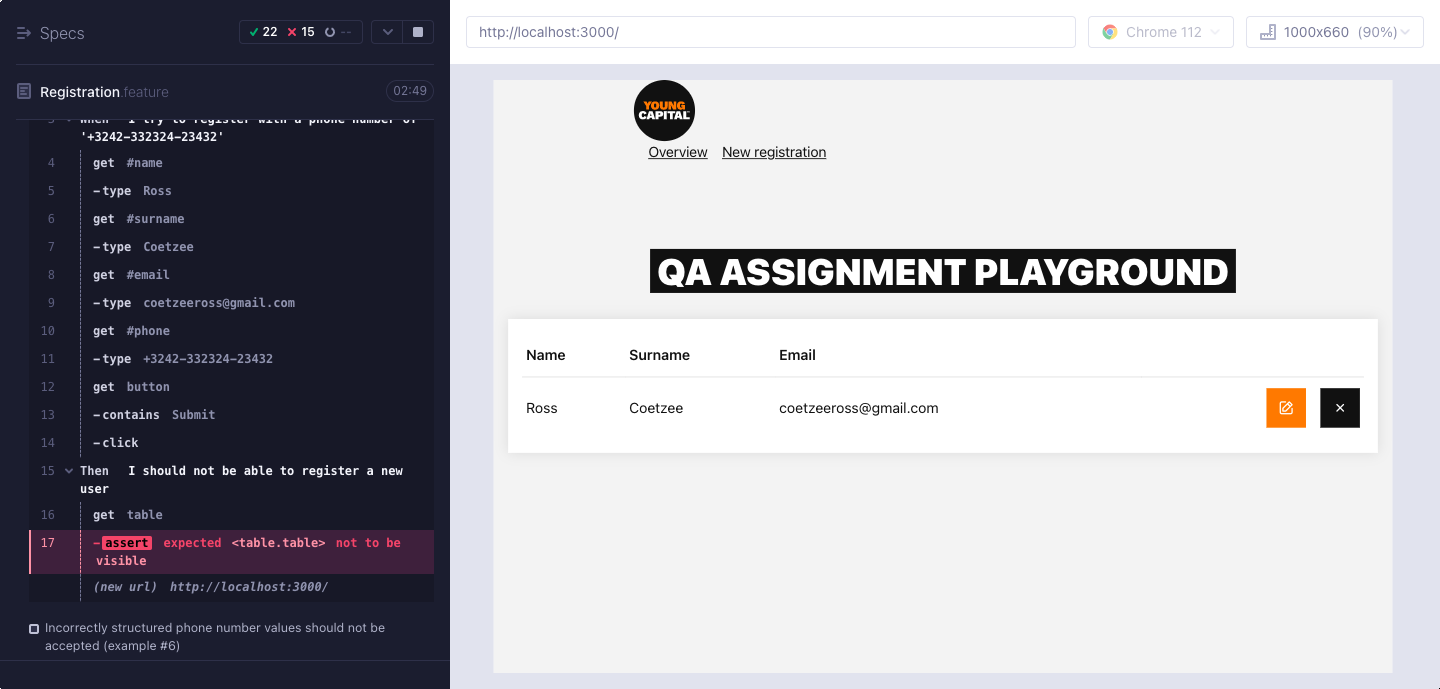 Specs
22 15 --
Registration.feature 02:49
3 When I try to register with a phone number of
'+3242-332324-23432'
4 get #name
5 -type Ross
6 get #surname
7 -type Coetzee
8 get #email
9 -type coetzeeross@gmail.com
10 get #phone
11 -type +3242-332324-23432
12 get button
13 -contains Submit
14 -click
15 Then I should not be able to register a new
user
16 get table
17 -assert expected <table.table> not to be
visible
(new url) http://localhost:3000/
Incorrectly structured phone number values should not be
accepted (example #6)
http://localhost:3000/
Chrome 112
1000x660 (90%)
YOUNG
CAPITAL
Overview New registration
QA ASSIGNMENT PLAYGROUND
Name Surname Email
Ross Coetzee coetzeeross@gmail.com